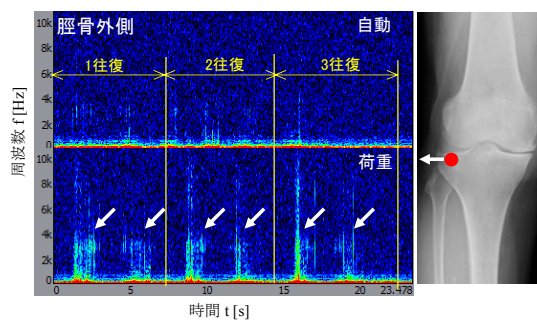 脛骨外側
自動
1往復
2往復
3往復
10k
8k
6k
4k
2k
0
荷重
10k
8k
6k
4k
2k
0
0 5 10 15 20 23.478
周波数 f [Hz]
時間 t [s]